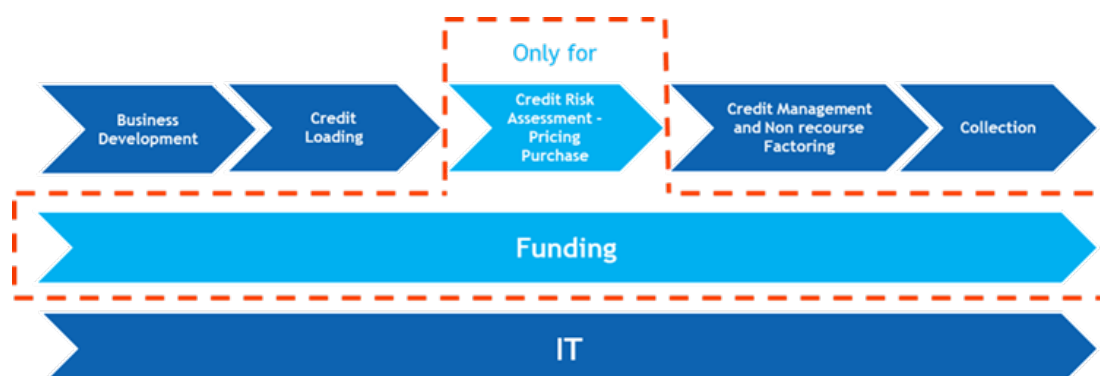 Only for
Business
Development
Credit
Loading
Credit Risk
Assessment -
Pricing
Purchase
Credit Management
and Non recourse
Factoring
Collection
Funding
IT